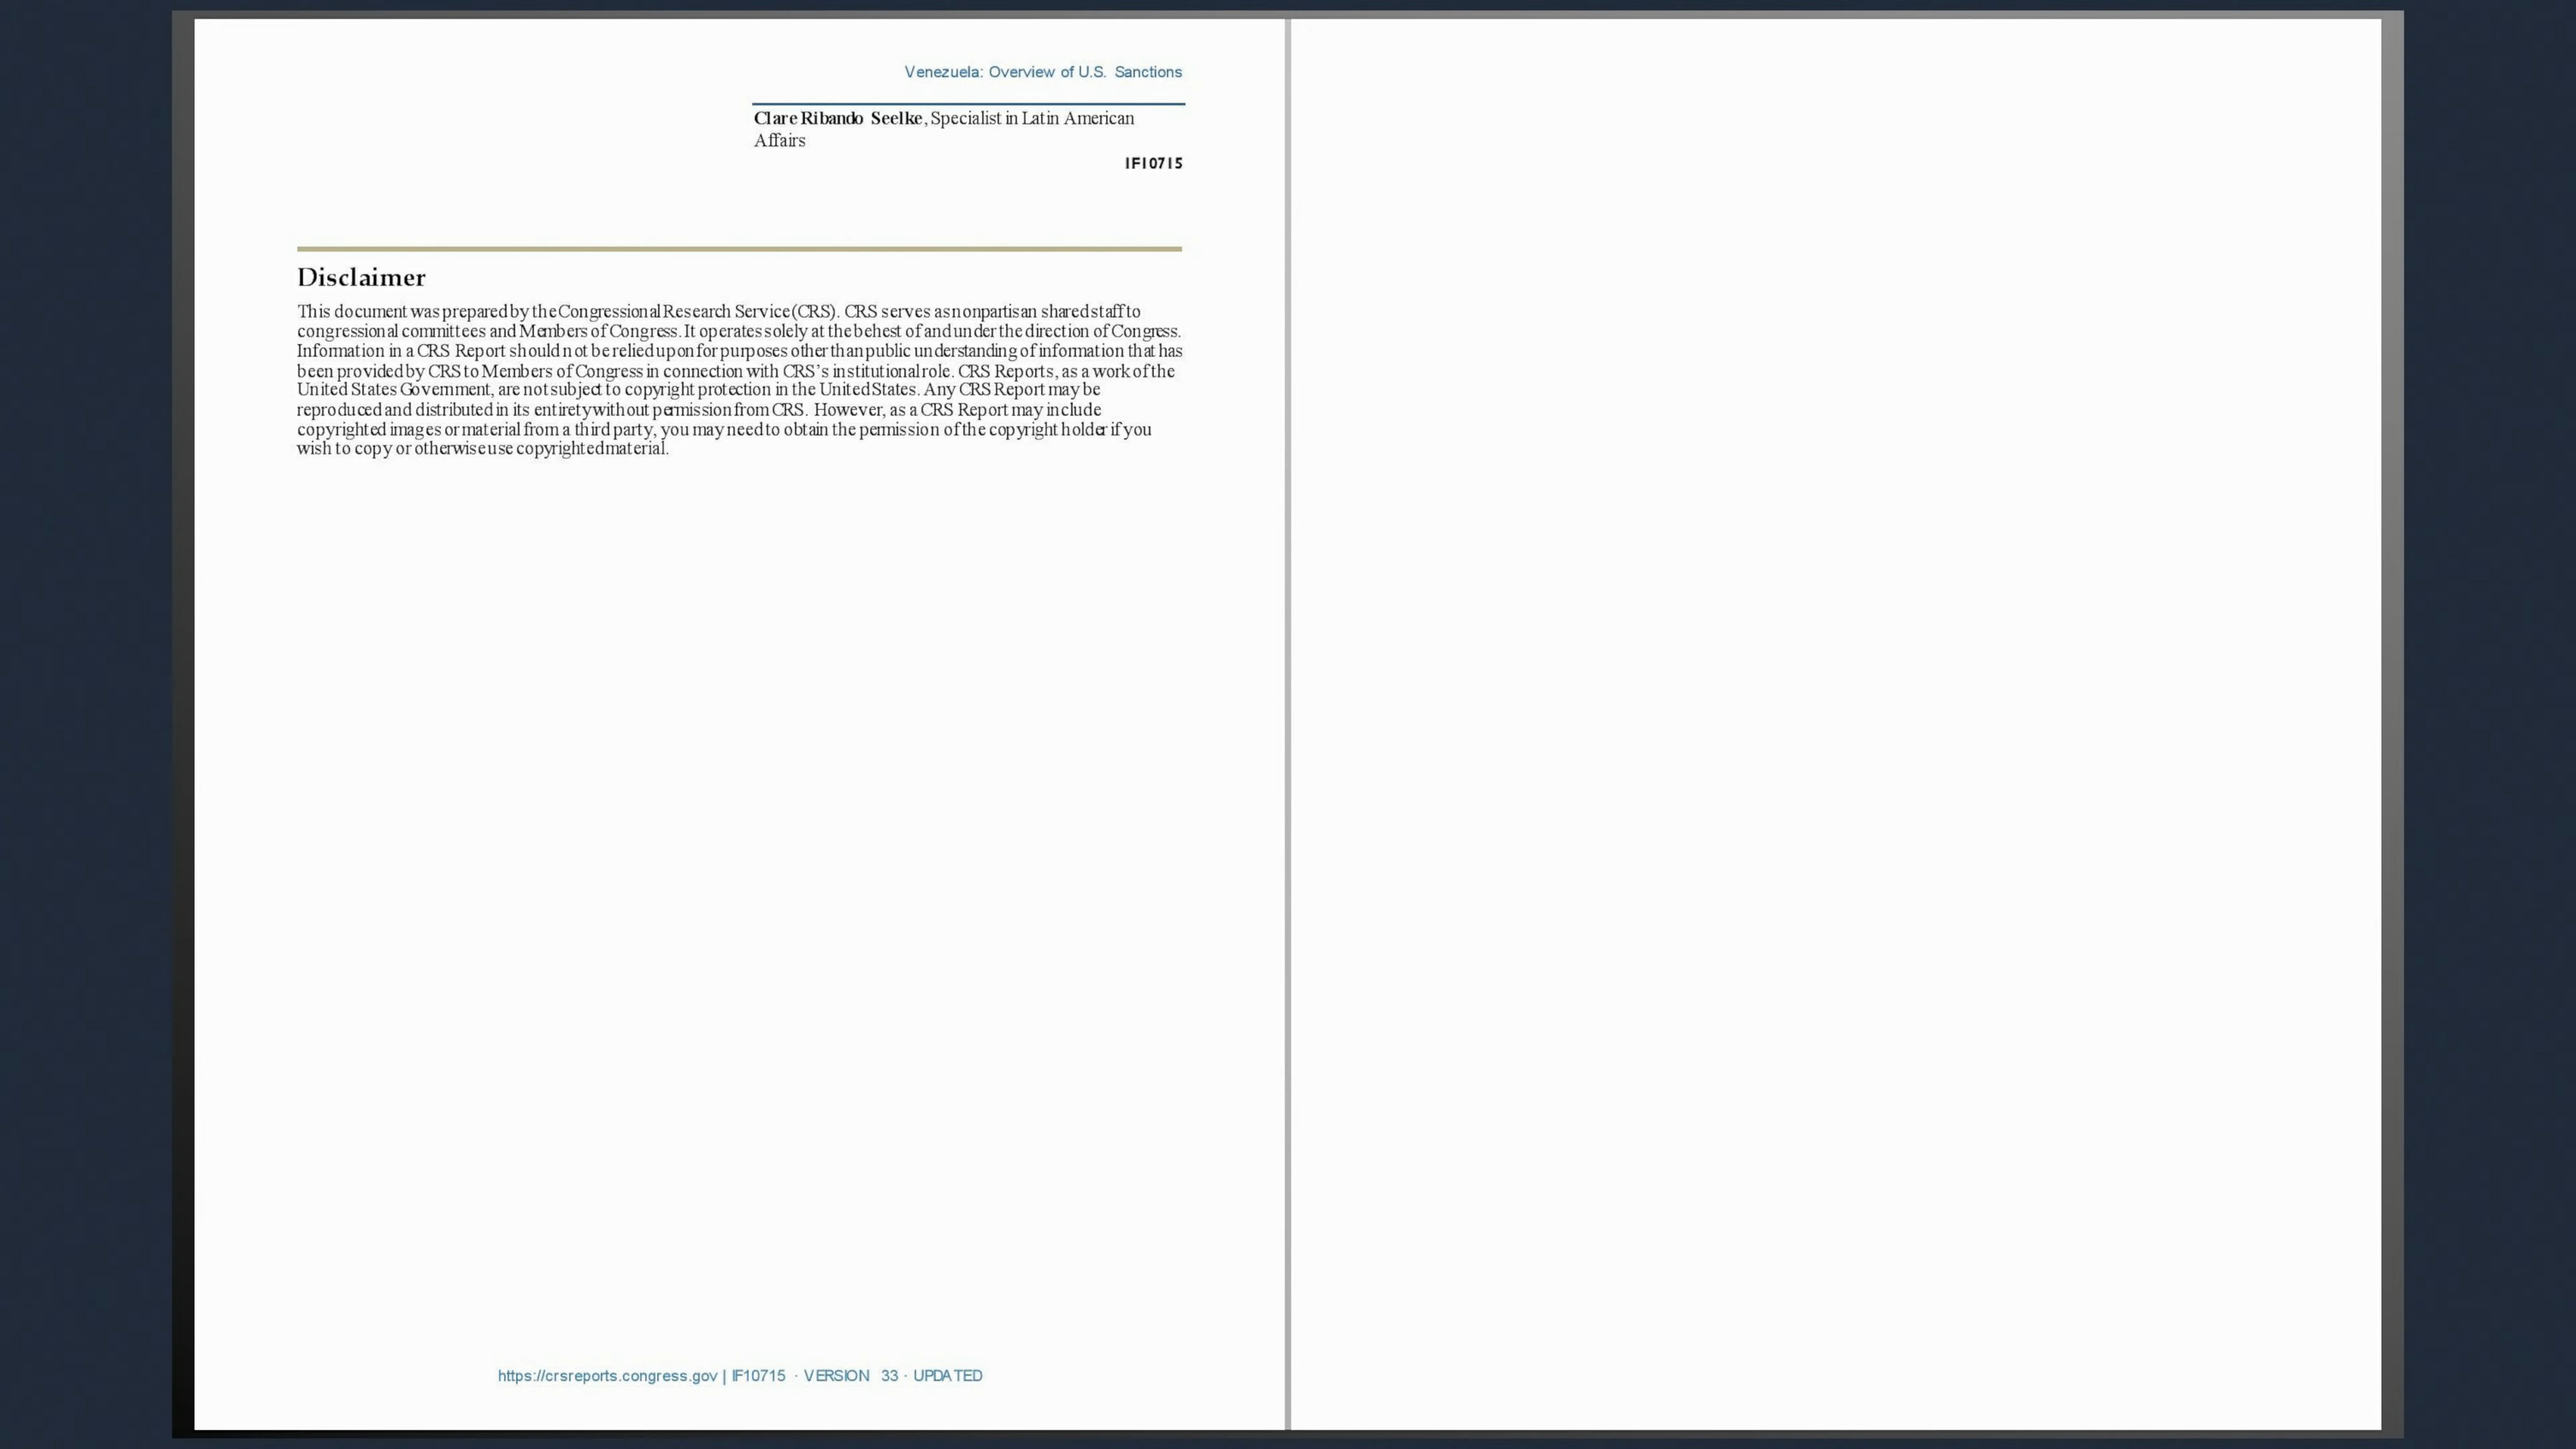 Venezuela: Overview of U.S. Sanctions
Clare Ribando Seelke, Specialist in Latin American
Affairs
IF10715
Disclaimer
This document was prepared by the Congressional Research Service (CRS). CRS serves as nonpartisan shared staff to
congressional committees and Members of Congress. It operates solely at the behest of and under the direction of Congress.
Information in a CRS Report should not be relied upon for purposes other than public understanding of information that has
been provided by CRS to Members of Congress in connection with CRS's institutional role. CRS Reports, as a work of the
United States Government, are not subject to copyright protection in the United States. Any CRS Report may be
reproduced and distributed in its entirety without permission from CRS. However, as a CRS Report may include
copyrighted images or material from a third party, you may need to obtain the permission of the copyright holder if you
wish to copy or otherwise use copyrighted material.
https://crsreports.congress.gov | IF10715 · VERSION 33 · UPDATED